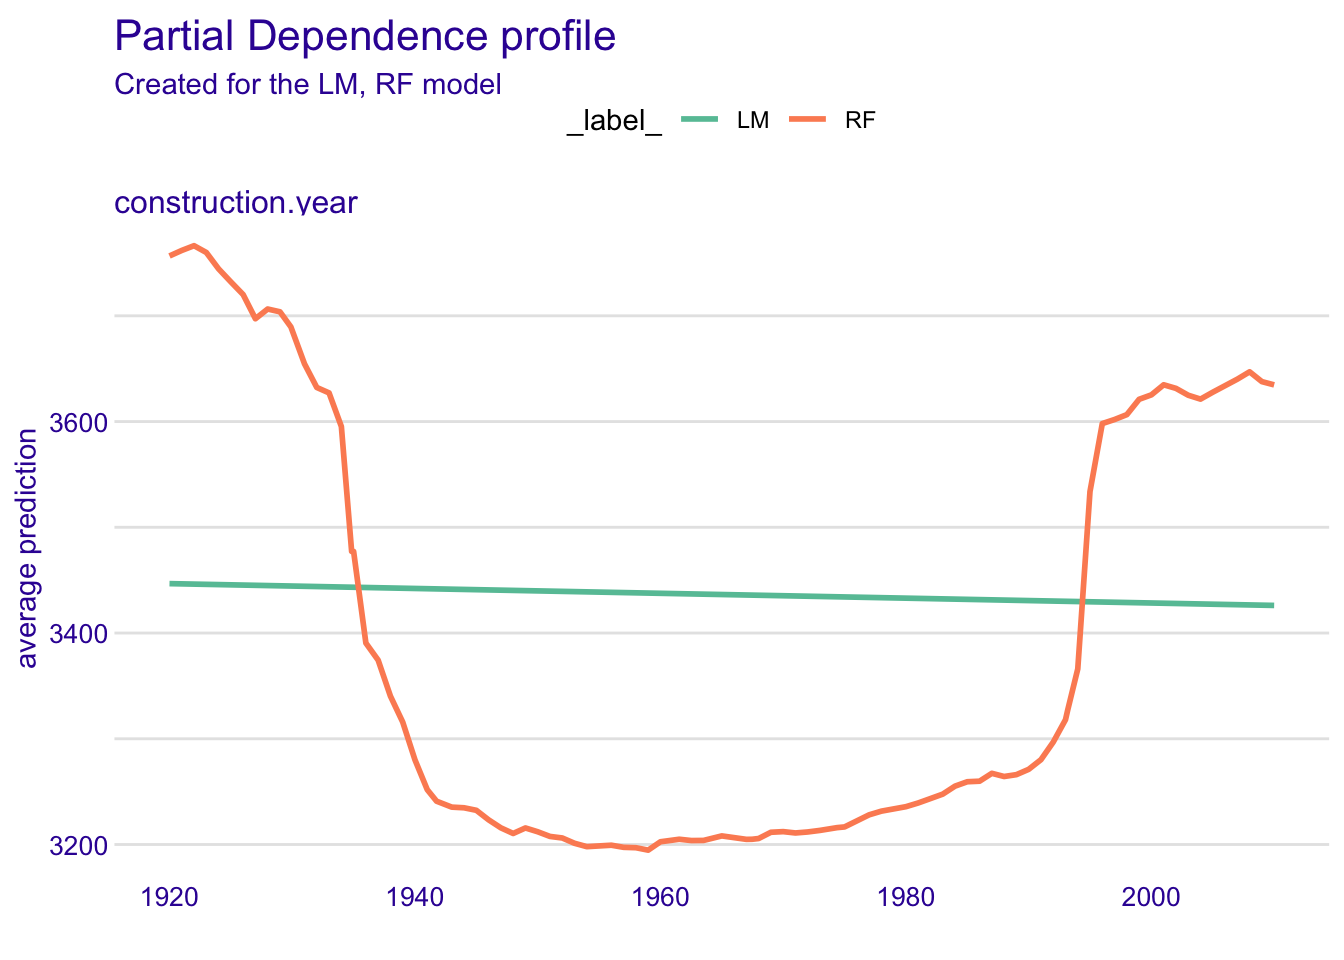 Partial Dependence profile
Created for the LM, RF model
_label_ LM RF
construction.year
average prediction
3600
3400
3200
1920 1940 1960 1980 2000